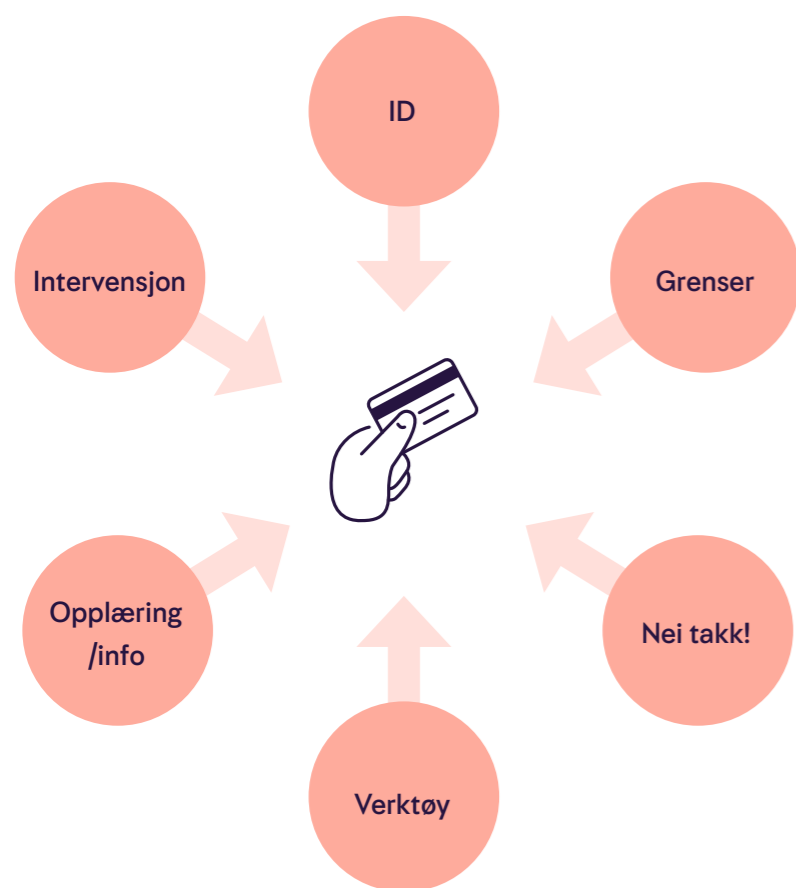 ID
Intervensjon
Grenser
Opplæring
/info
Nei takk!
Verktøy